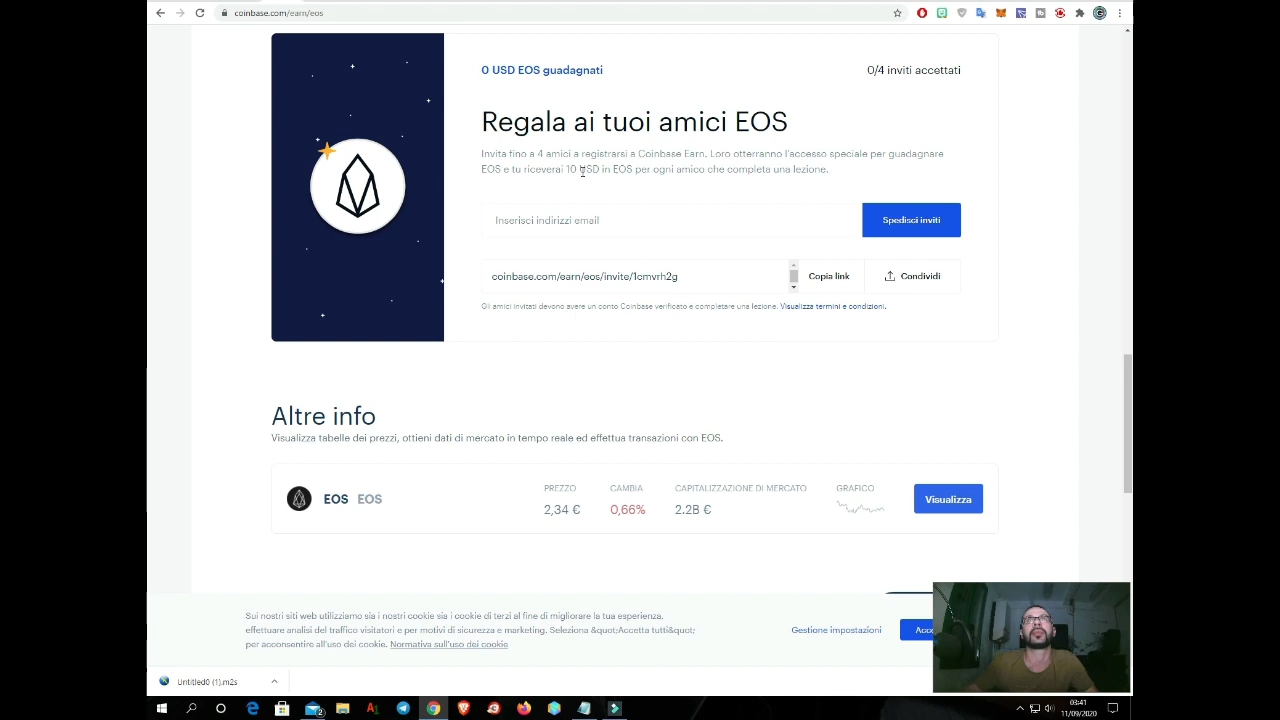 coinbase.com/earn/eos
0 USD EOS guadagnati
0/4 inviti accettati
Regala ai tuoi amici EOS
Invita fino a 4 amici a registrarsi a Coinbase Earn. Loro otterranno l'accesso speciale per guadagnare
EOS e tu riceverai 10 USD in EOS per ogni amico che completa una lezione.
Inserisci indirizzi email
Spedisci inviti
coinbase.com/earn/eos/invite/1cmvrh2g
Copia link
Condividi
Gli amici invitati devono avere un conto Coinbase verificato e completare una lezione. Visualizza termini e condizioni.
Altre info
Visualizza tabelle dei prezzi, ottieni dati di mercato in tempo reale ed effettua transazioni con EOS.
PREZZO CAMBIA CAPITALIZZAZIONE DI MERCATO GRAFICO
EOS EOS 2,34 € 0,66% 2.2B € Visualizza
Sui nostri siti web utilizziamo sia i nostri cookie sia i cookie di terzi al fine di migliorare la tua esperienza,
effettuare analisi del traffico visitatori e per motivi di sicurezza e marketing. Seleziona &quot;Accetta tutti&quot;
per acconsentire all'uso dei cookie. Normativa sull'uso dei cookie
Gestione impostazioni
Acc
Untitled0 (1).m2s
03:41
11/09/2020